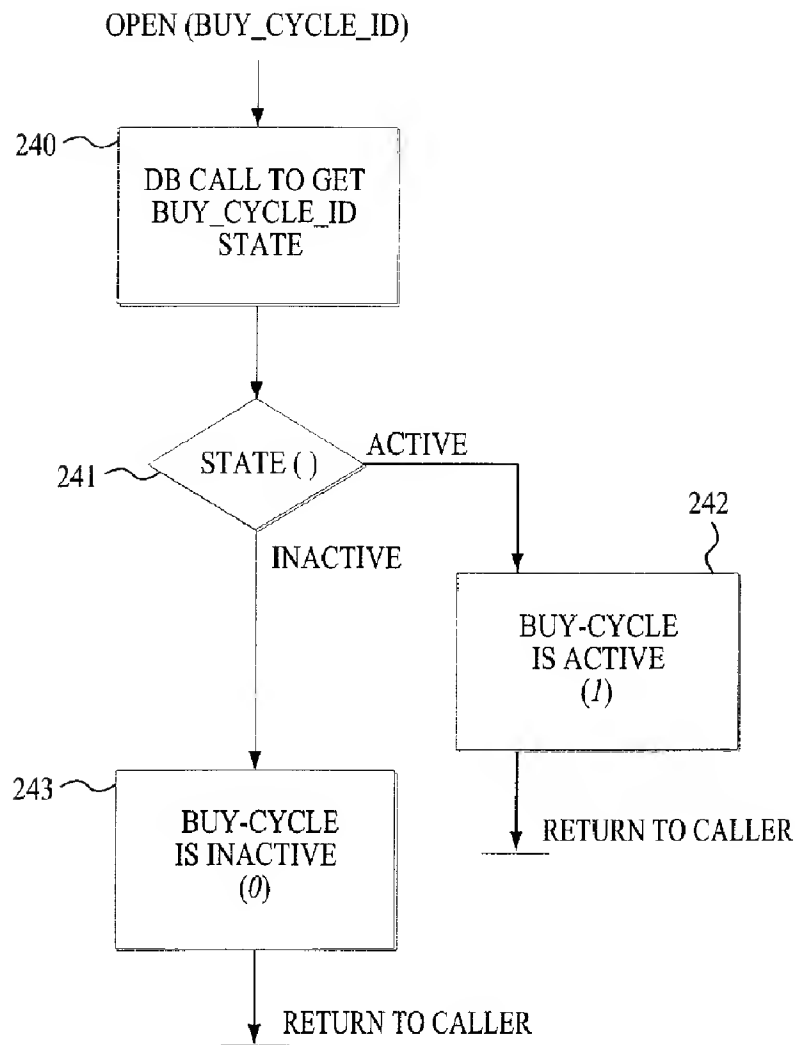 OPEN (BUY_CYCLE_ID)
240
DB CALL TO GET
BUY_CYCLE_ID
STATE
241
STATE ( )
ACTIVE
INACTIVE
242
BUY-CYCLE
IS ACTIVE
(1)
RETURN TO CALLER
243
BUY-CYCLE
IS INACTIVE
(0)
RETURN TO CALLER